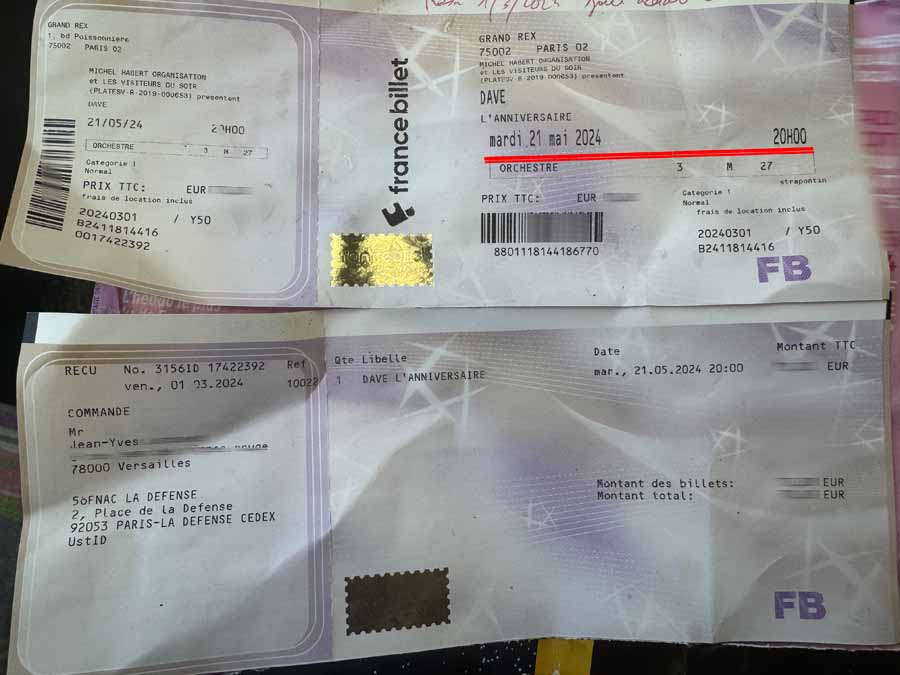 GRAND REX
1, bd Poissonniere
75002 PARIS 02
MICHEL HABERT ORGANISATION
et LES VISITEURS DU SOIR
(PLATESV-R-2019-000653) presentent
DAVE
21/05/24 20H00
ORCHESTRE 3 M 27
Categorie 1
Normal
PRIX TTC: EUR
frais de location inclus
20240301 / Y50
B2411814416
0017422392
francebillet
GRAND REX
75002 PARIS 02
MICHEL HABERT ORGANISATION
et LES VISITEURS DU SOIR
(PLATESV-R-2019-000653) presentent
DAVE
L'ANNIVERSAIRE
mardi 21 mai 2024 20H00
ORCHESTRE 3 M 27
strapontin
PRIX TTC: EUR
Categorie 1
Normal
frais de location inclus
8801118144186770
20240301 / Y50
B2411814416
FB
L'hebdo le plus
RECU No. 3156ID 17422392 Ref
ven., 01 03.2024 10022
COMMANDE
Mr
Jean-Yves
rouge
78000 Versailles
56FNAC LA DEFENSE
2, Place de la Defense
92053 PARIS-LA DEFENSE CEDEX
UstID
Qte Libelle Date Montant TTC
1 DAVE L'ANNIVERSAIRE mar., 21.05.2024 20:00 EUR
Montant des billets: EUR
Montant total: EUR
FB